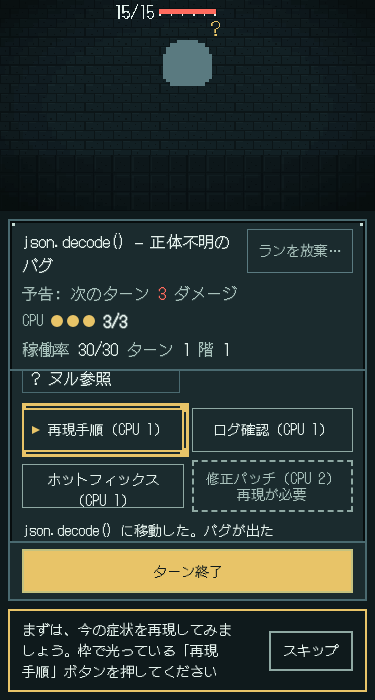 15/15
?
json.decode() – 正体不明の
バグ
ランを放棄…
予告: 次のターン 3 ダメージ
CPU 3/3
稼働率 30/30 ターン 1 階 1
? ヌル参照
▶ 再現手順 (CPU 1)
ログ確認 (CPU 1)
ホットフィックス
(CPU 1)
修正パッチ (CPU 2)
再現が必要
json.decode() に移動した。バグが出た
ターン終了
まずは、今の症状を再現してみま
しょう。枠で光っている「再現
手順」ボタンを押してください
スキップ